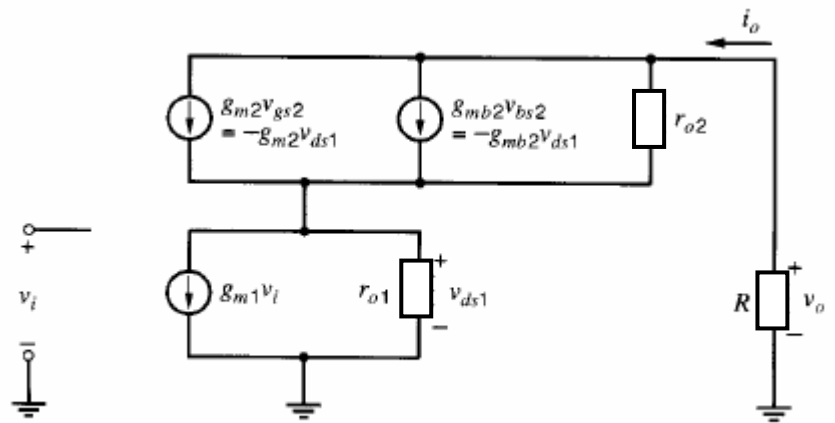 i_o
g_m2 v_gs2
= -g_m2 v_ds1
g_mb2 v_bs2
= -g_mb2 v_ds1
r_o2
+
v_i
−
g_m1 v_i
r_o1
+
v_ds1
−
R
+
v_o
−